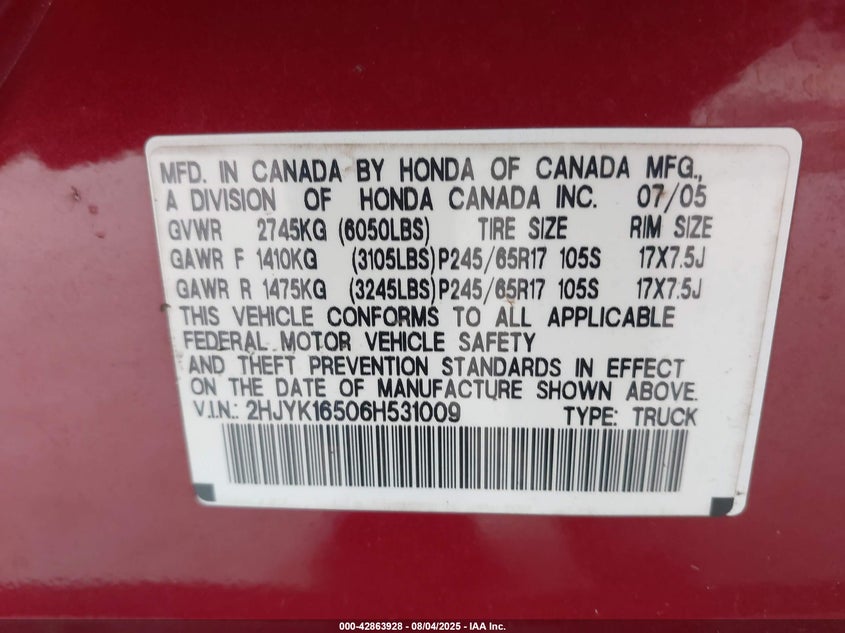 MFD. IN CANADA BY HONDA OF CANADA MFG.,
A DIVISION OF HONDA CANADA INC. 07/05
GVWR 2745KG (6050LBS) TIRE SIZE RIM SIZE
GAWR F 1410KG (3105LBS) P245/65R17 105S 17X7.5J
GAWR R 1475KG (3245LBS) P245/65R17 105S 17X7.5J
THIS VEHICLE CONFORMS TO ALL APPLICABLE
FEDERAL MOTOR VEHICLE SAFETY
AND THEFT PREVENTION STANDARDS IN EFFECT
ON THE DATE OF MANUFACTURE SHOWN ABOVE.
V.I.N.: 2HJYK16506H531009 TYPE: TRUCK
000-42863928 - 08/04/2025 - IAA Inc.